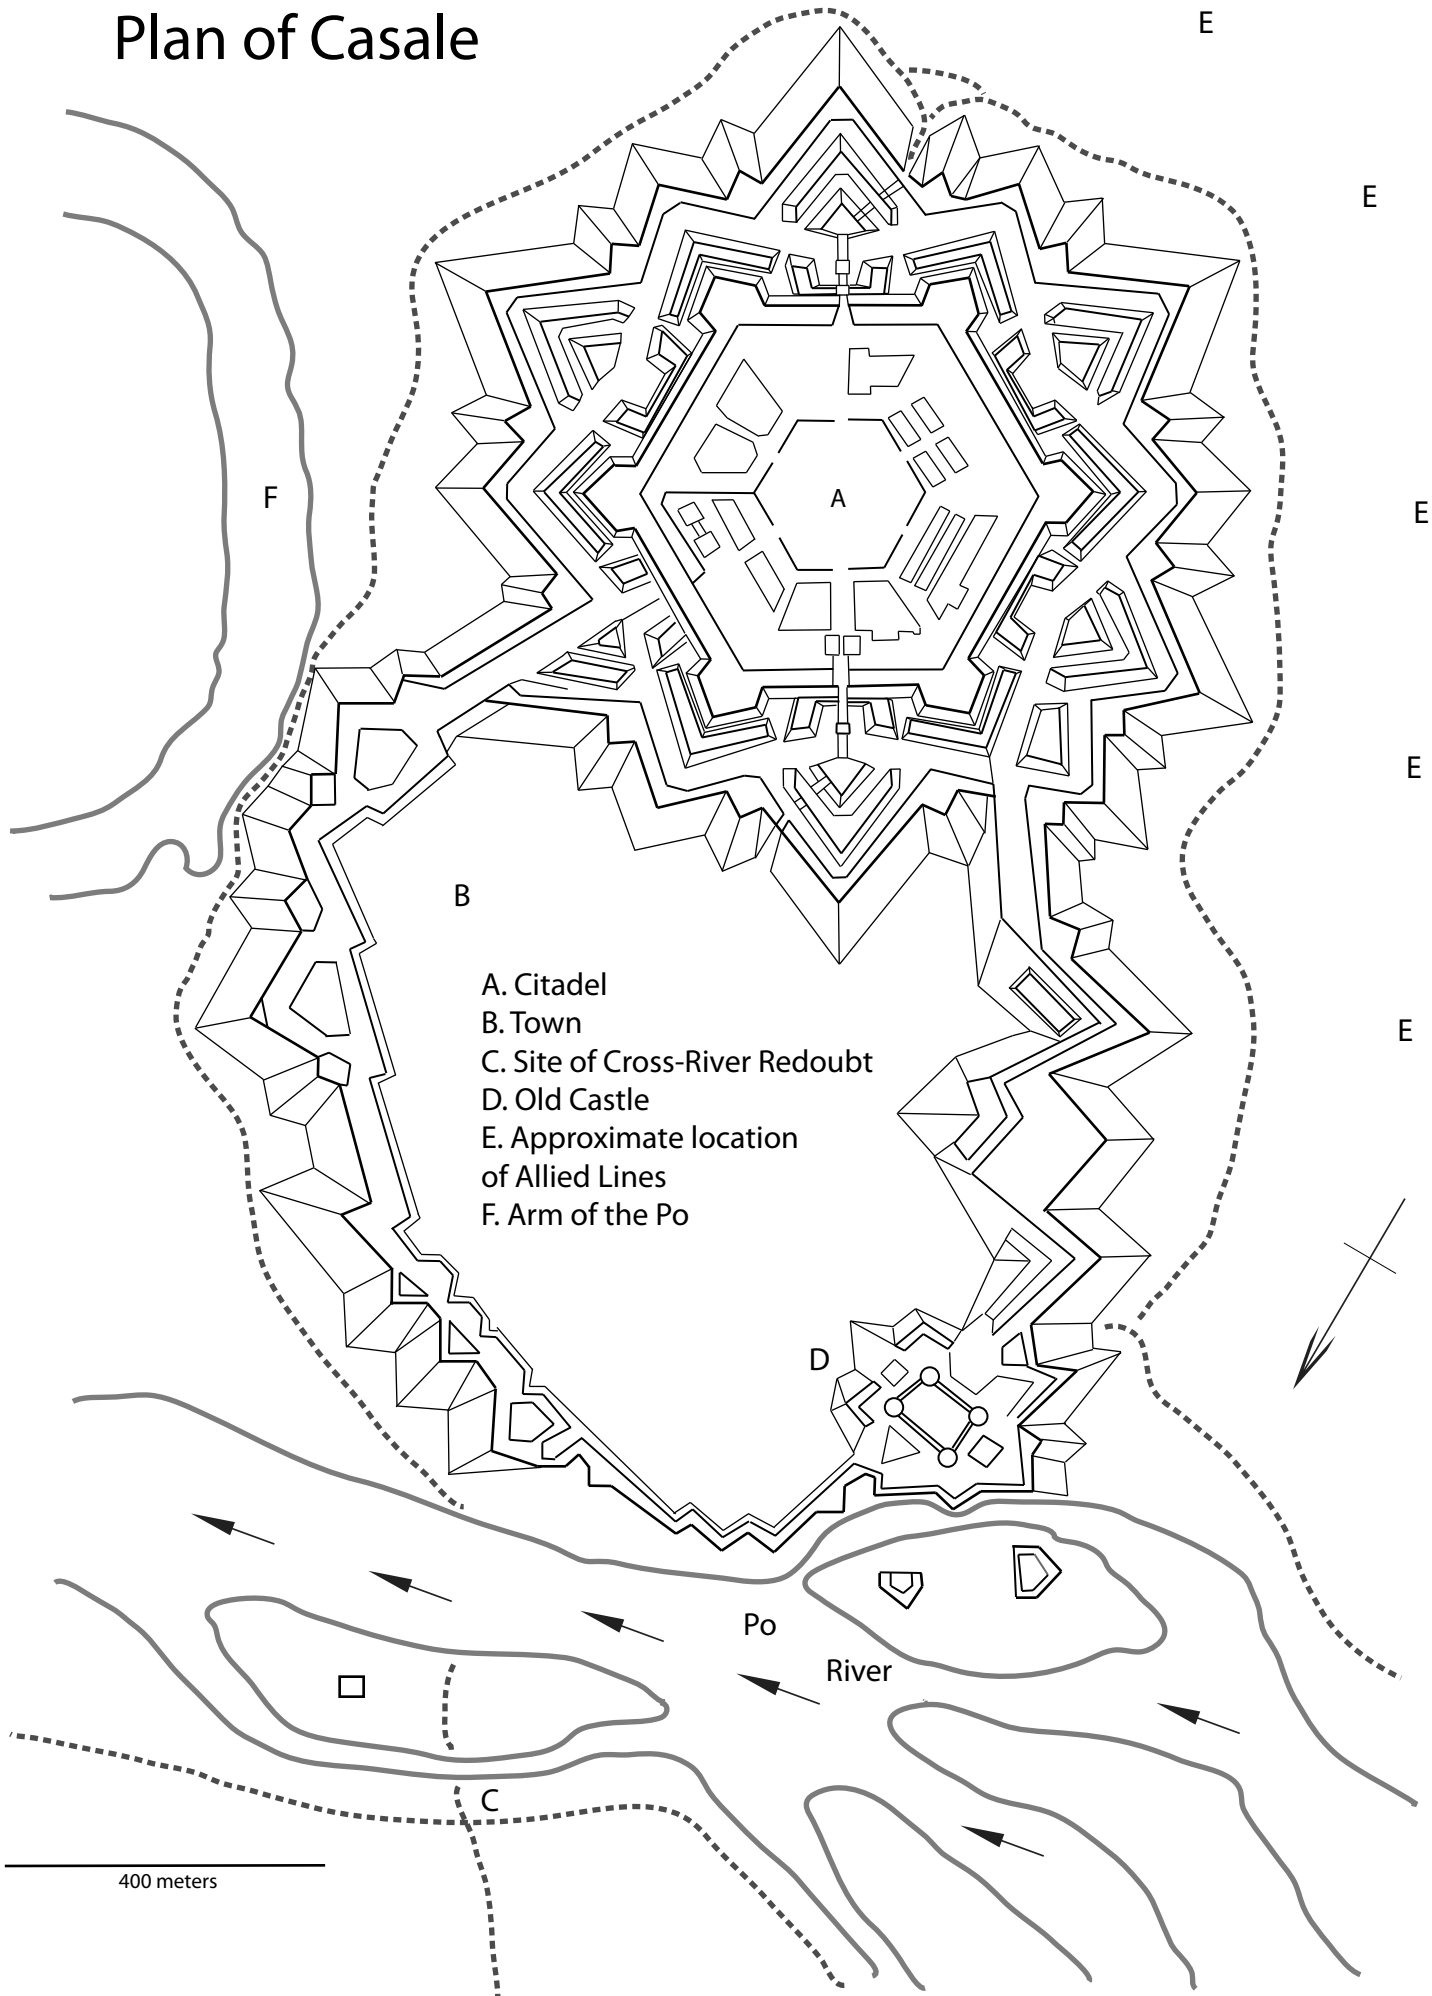 Plan of Casale
E
E
F
A
E
E
B
A. Citadel
B. Town
C. Site of Cross-River Redoubt
D. Old Castle
E. Approximate location
of Allied Lines
F. Arm of the Po
E
D
Po
River
C
400 meters